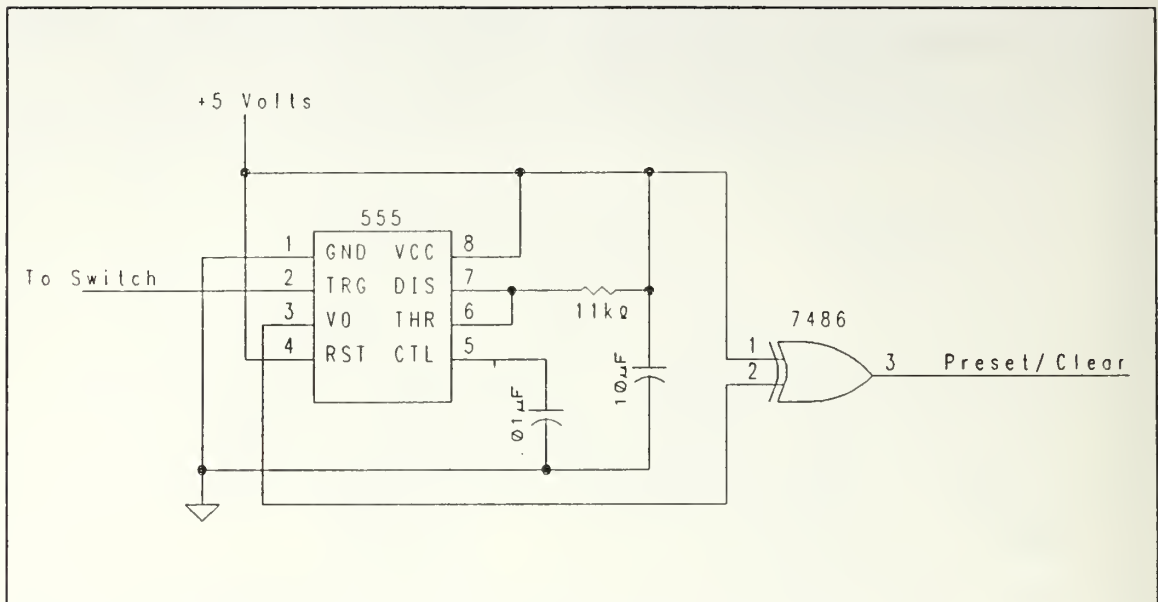 +5 Volts
555
1 GND VCC 8
To Switch 2 TRG DIS 7
3 VO THR 6
4 RST CTL 5
11kΩ
10µF
.01µF
7486
1
2
3 Preset/Clear